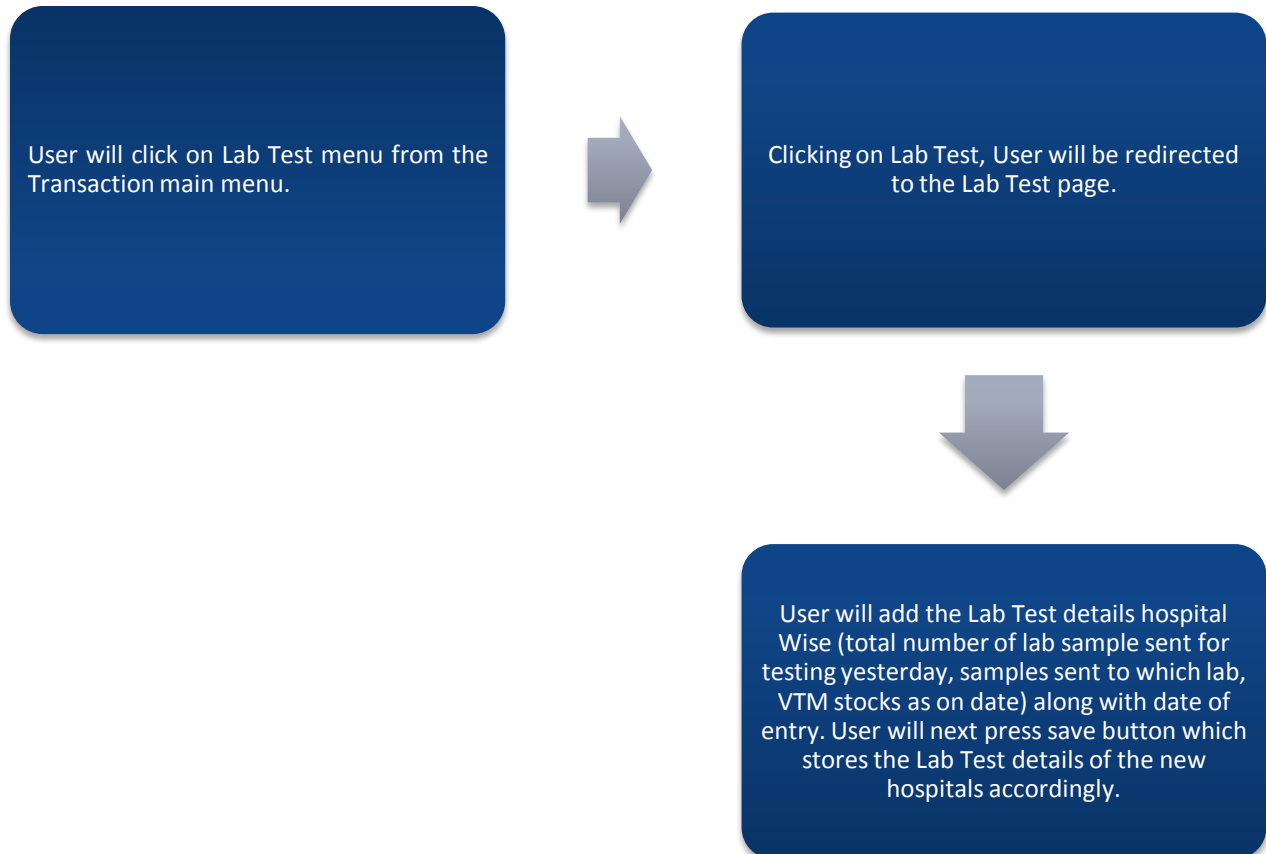 User will click on Lab Test menu from the
Transaction main menu.
Clicking on Lab Test, User will be redirected
to the Lab Test page.
User will add the Lab Test details hospital
Wise (total number of lab sample sent for
testing yesterday, samples sent to which lab,
VTM stocks as on date) along with date of
entry. User will next press save button which
stores the Lab Test details of the new
hospitals accordingly.